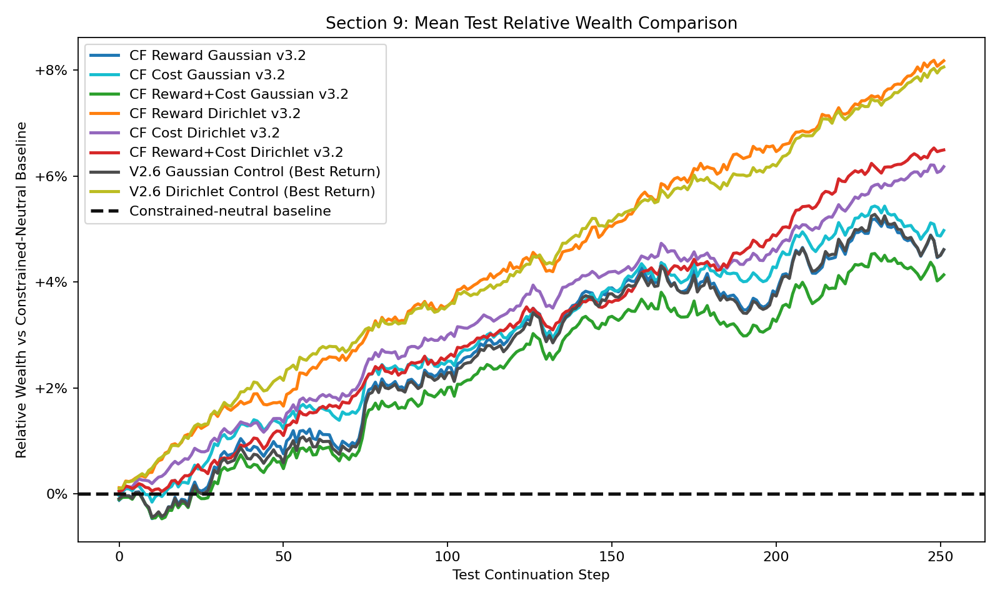 Section 9: Mean Test Relative Wealth Comparison
Relative Wealth vs Constrained-Neutral Baseline
+8%
+6%
+4%
+2%
0%
CF Reward Gaussian v3.2
CF Cost Gaussian v3.2
CF Reward+Cost Gaussian v3.2
CF Reward Dirichlet v3.2
CF Cost Dirichlet v3.2
CF Reward+Cost Dirichlet v3.2
V2.6 Gaussian Control (Best Return)
V2.6 Dirichlet Control (Best Return)
Constrained-neutral baseline
0 50 100 150 200 250
Test Continuation Step